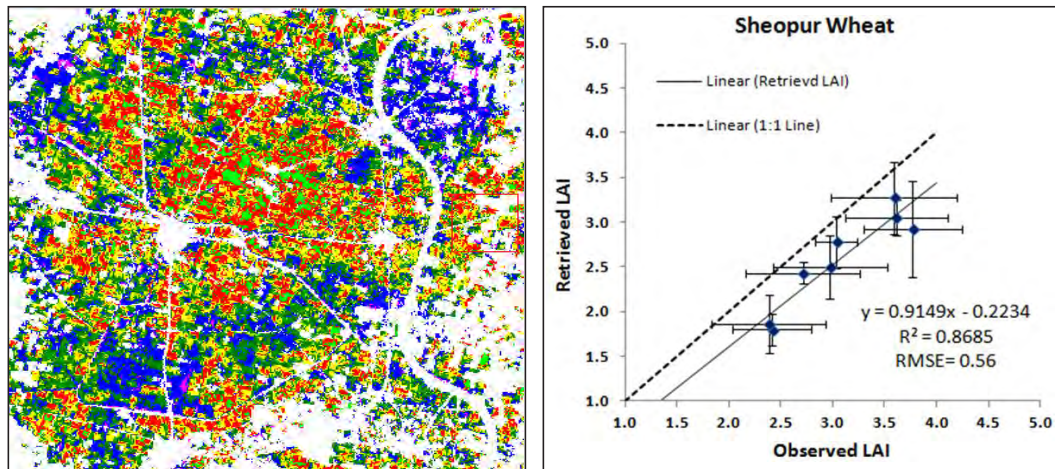 Sheopur Wheat
5.0
4.5
4.0
3.5
3.0
2.5
2.0
1.5
1.0
Retrieved LAI
Linear (Retrievd LAI)
Linear (1:1 Line)
y = 0.9149x - 0.2234
R² = 0.8685
RMSE= 0.56
1.0 1.5 2.0 2.5 3.0 3.5 4.0 4.5 5.0
Observed LAI